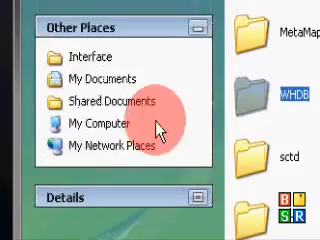 Other Places
Interface
My Documents
Shared Documents
My Computer
My Network Places
Details
MetaMap
WHDB
sctd
B
S R